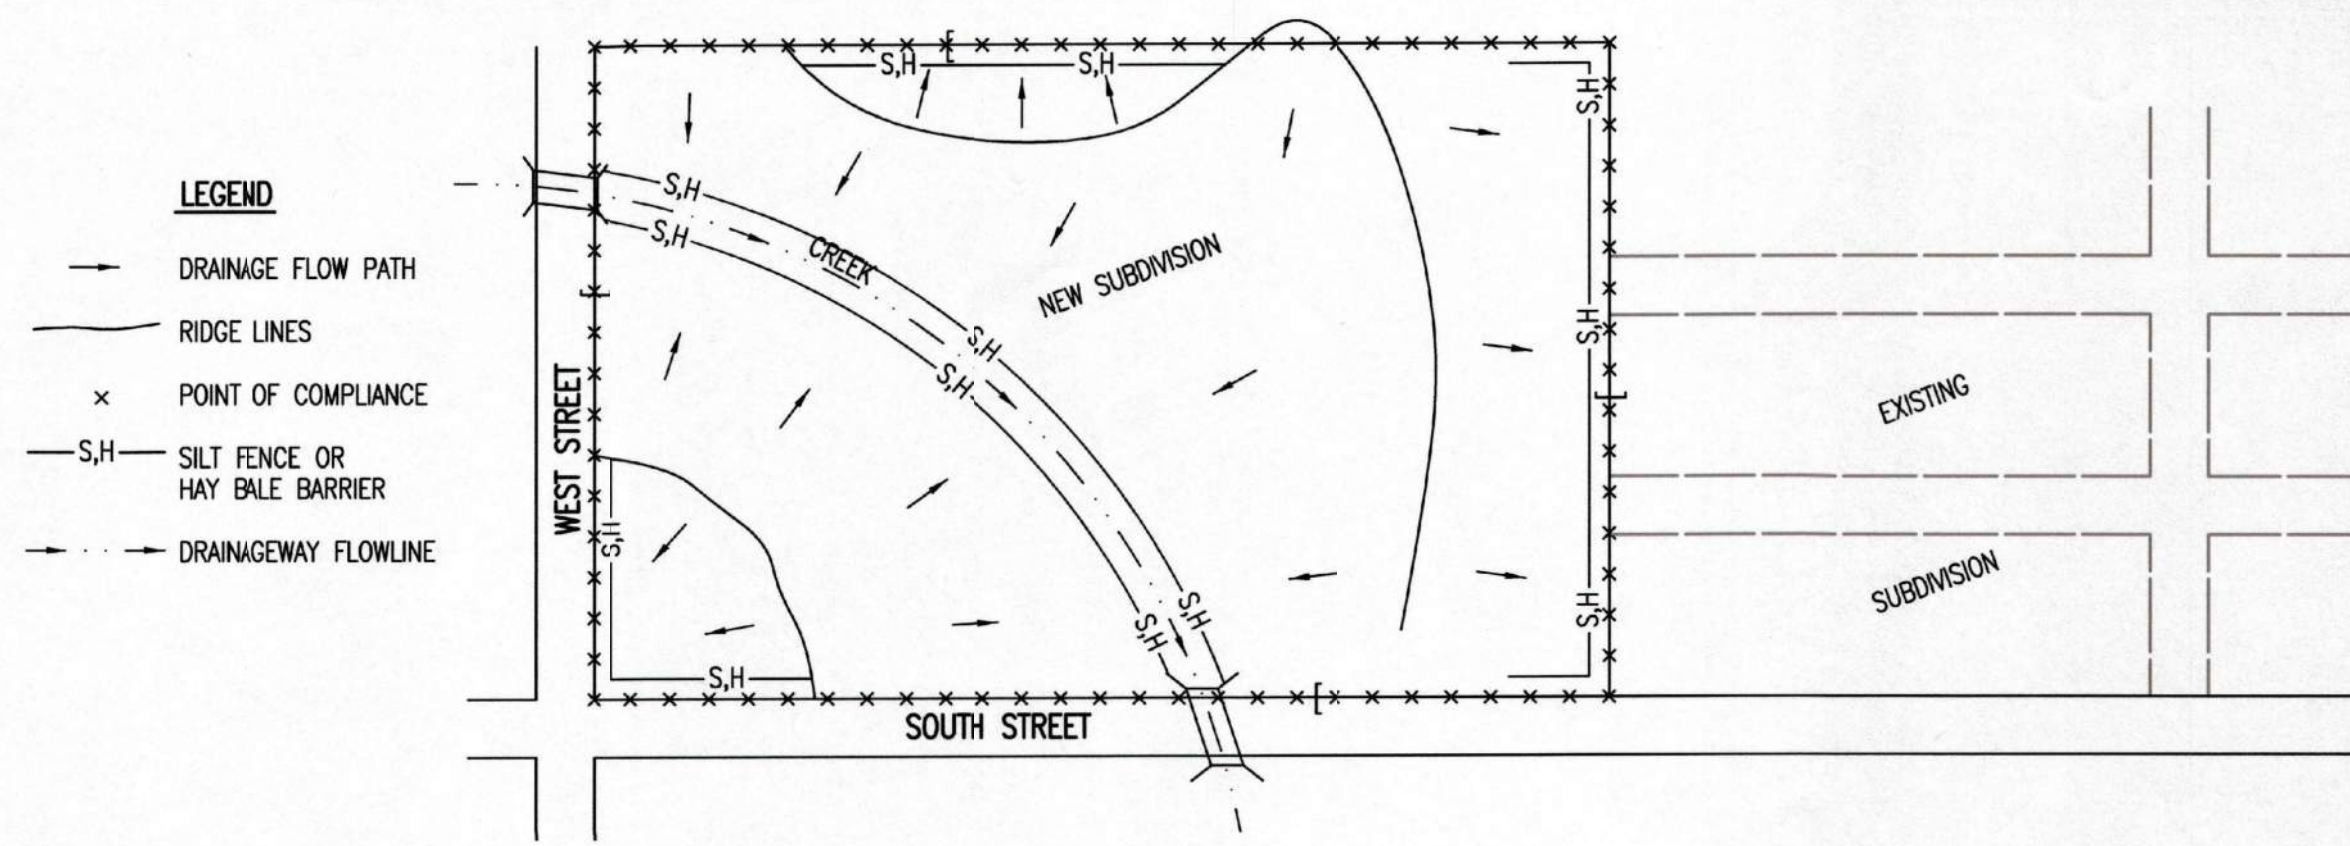 LEGEND
DRAINAGE FLOW PATH
RIDGE LINES
POINT OF COMPLIANCE
S,H
SILT FENCE OR
HAY BALE BARRIER
DRAINAGEWAY FLOWLINE
S,H
S,H
S,H
S,H
S,H
CREEK
NEW SUBDIVISION
S,H
S,H
S,H
WEST STREET
S,H
S,H
S,H
S,H
S,H
SOUTH STREET
EXISTING
SUBDIVISION